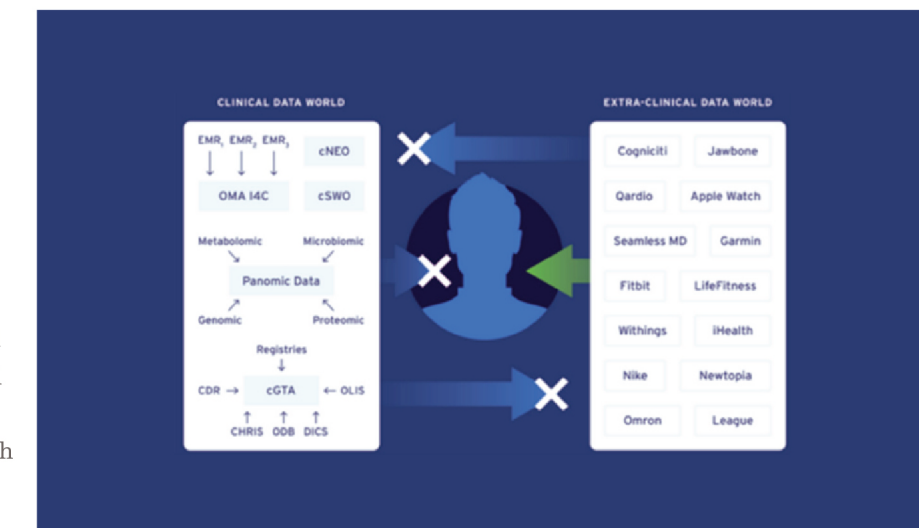 CLINICAL DATA WORLD
EMR1 EMR2 EMR3
cNEO
OMA I4C
cSWO
Metabolomic
Microbiomic
Panomic Data
Genomic
Proteomic
Registries
CDR → cGTA ← OLIS
CHRIS ODB DICS
EXTRA-CLINICAL DATA WORLD
Cogniciti
Jawbone
Qardio
Apple Watch
Seamless MD
Garmin
Fitbit
LifeFitness
Withings
iHealth
Nike
Newtopia
Omron
League
h